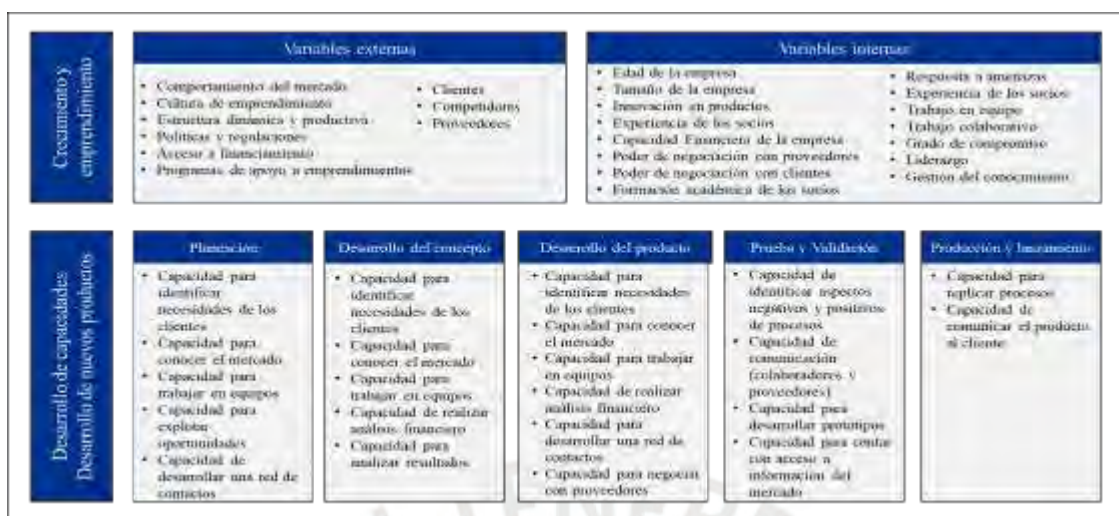 Crecimiento y
emprendimiento
Variables externas
• Comportamiento del mercado
• Cultura de emprendimiento
• Estructura dinámica y productiva
• Políticas y regulaciones
• Acceso a financiamiento
• Programas de apoyo a emprendimientos
• Clientes
• Competidores
• Proveedores
Variables internas
• Edad de la empresa
• Tamaño de la empresa
• Innovación en productos
• Experiencia de los socios
• Capacidad Financiera de la empresa
• Poder de negociación con proveedores
• Poder de negociación con clientes
• Formación académica de los socios
• Respuesta a amenazas
• Experiencia de los socios
• Trabajo en equipo
• Trabajo colaborativo
• Grado de compromiso
• Liderazgo
• Gestión del conocimiento
Desarrollo de capacidades
Desarrollo de nuevos productos
Planeación
• Capacidad para
identificar
necesidades de los
clientes
• Capacidad para
conocer el mercado
• Capacidad para
trabajar en equipos
• Capacidad para
explotar
oportunidades
• Capacidad de
desarrollar una red de
contactos
Desarrollo del concepto
• Capacidad para
identificar
necesidades de los
clientes
• Capacidad para
conocer el mercado
• Capacidad para
trabajar en equipos
• Capacidad de realizar
análisis financiero
• Capacidad para
analizar resultados
Desarrollo del producto
• Capacidad para
identificar necesidades
de los clientes
• Capacidad para conocer
el mercado
• Capacidad para trabajar
en equipos
• Capacidad de realizar
análisis financiero
• Capacidad para
desarrollar una red de
contactos
• Capacidad para negociar
con proveedores
Prueba y Validación
• Capacidad de
identificar aspectos
negativos y positivos
de procesos
• Capacidad de
comunicación
(colaboradores y
proveedores)
• Capacidad para
desarrollar prototipos
• Capacidad para contar
con acceso a
información del
mercado
Producción y lanzamiento
• Capacidad para
replicar procesos
• Capacidad de
comunicar el producto
al cliente